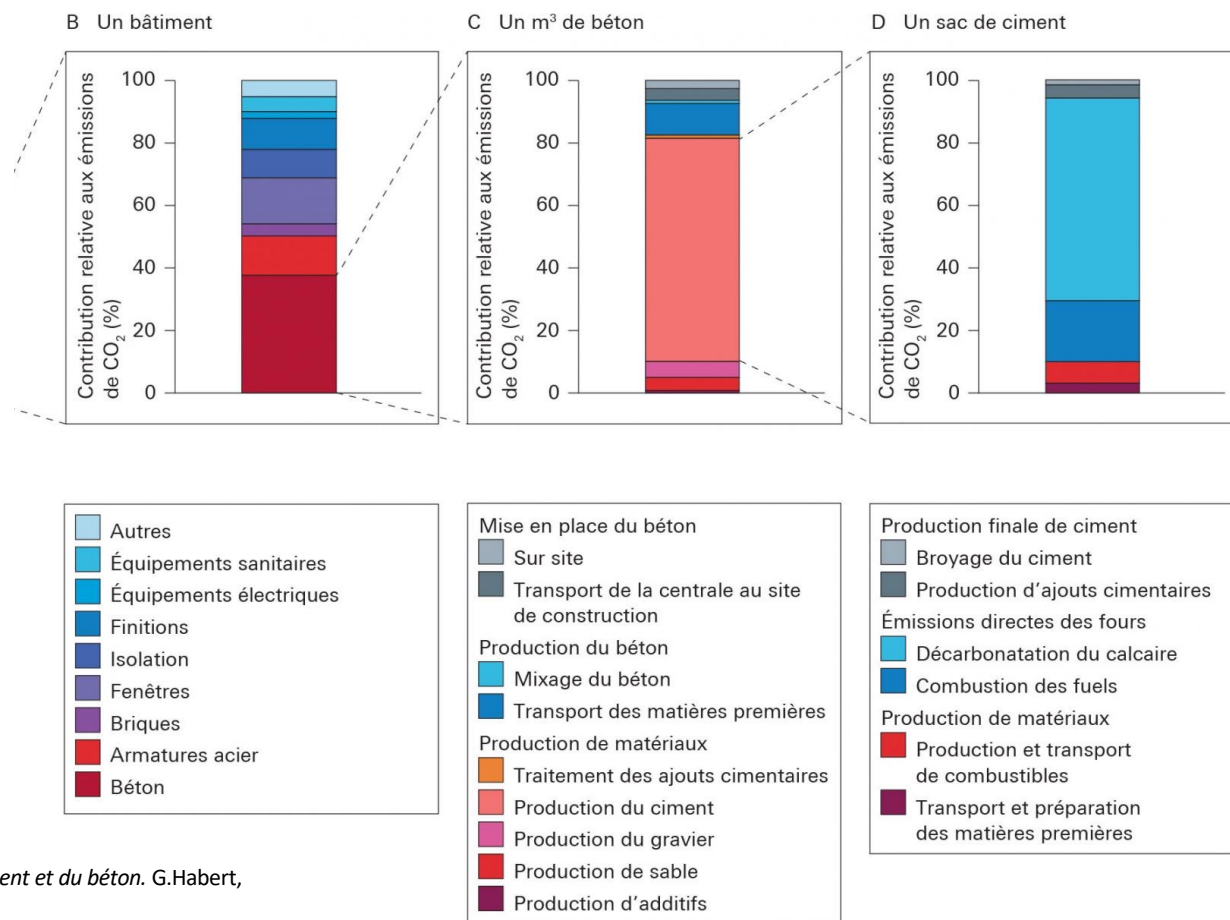 B Un bâtiment
Contribution relative aux émissions
de CO₂ (%)
100
80
60
40
20
0
C Un m³ de béton
Contribution relative aux émissions
de CO₂ (%)
100
80
60
40
20
0
D Un sac de ciment
Contribution relative aux émissions
de CO₂ (%)
100
80
60
40
20
0
Autres
Équipements sanitaires
Équipements électriques
Finitions
Isolation
Fenêtres
Briques
Armatures acier
Béton
Mise en place du béton
Sur site
Transport de la centrale au site
de construction
Production du béton
Mixage du béton
Transport des matières premières
Production de matériaux
Traitement des ajouts cimentaires
Production du ciment
Production du gravier
Production de sable
Production d'additifs
Production finale de ciment
Broyage du ciment
Production d'ajouts cimentaires
Émissions directes des fours
Décarbonatation du calcaire
Combustion des fuels
Production de matériaux
Production et transport
de combustibles
Transport et préparation
des matières premières
ent et du béton. G.Habert,